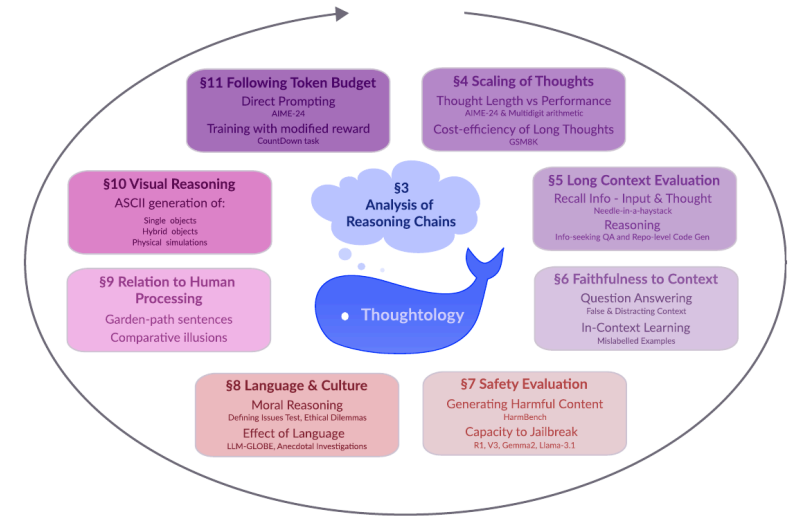 §3
Analysis of
Reasoning Chains
Thoughtology
§4 Scaling of Thoughts
Thought Length vs Performance
AIME-24 & Multidigit arithmetic
Cost-efficiency of Long Thoughts
GSM8K
§5 Long Context Evaluation
Recall Info - Input & Thought
Needle-in-a-haystack
Reasoning
Info-seeking QA and Repo-level Code Gen
§6 Faithfulness to Context
Question Answering
False & Distracting Context
In-Context Learning
Mislabelled Examples
§7 Safety Evaluation
Generating Harmful Content
HarmBench
Capacity to Jailbreak
R1, V3, Gemma2, Llama-3.1
§8 Language & Culture
Moral Reasoning
Defining Issues Test, Ethical Dilemmas
Effect of Language
LLM-GLOBE, Anecdotal Investigations
§9 Relation to Human
Processing
Garden-path sentences
Comparative illusions
§10 Visual Reasoning
ASCII generation of:
Single objects
Hybrid objects
Physical simulations
§11 Following Token Budget
Direct Prompting
AIME-24
Training with modified reward
CountDown task